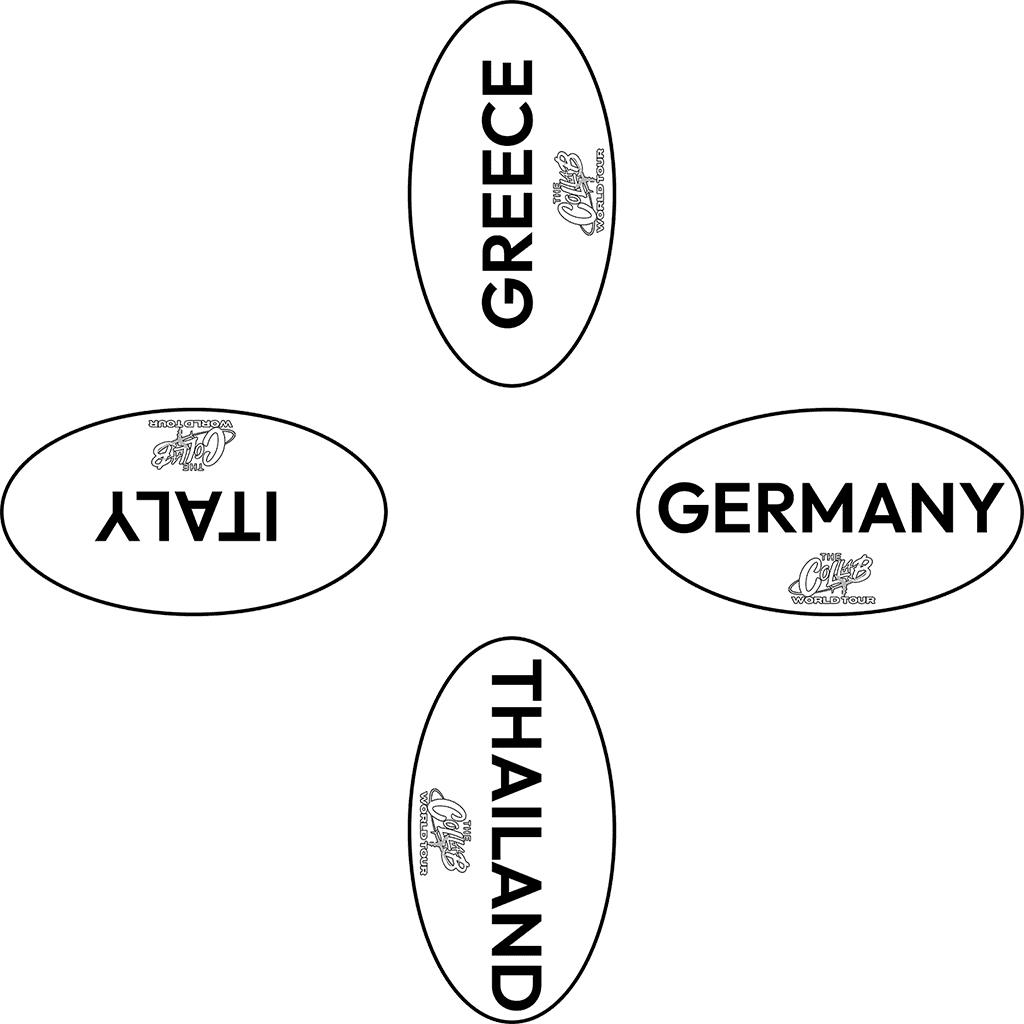 GREECE
THE
COLLAB
WORLD TOUR
ITALY
THE
COLLAB
WORLD TOUR
GERMANY
THE
COLLAB
WORLD TOUR
THAILAND
THE
COLLAB
WORLD TOUR